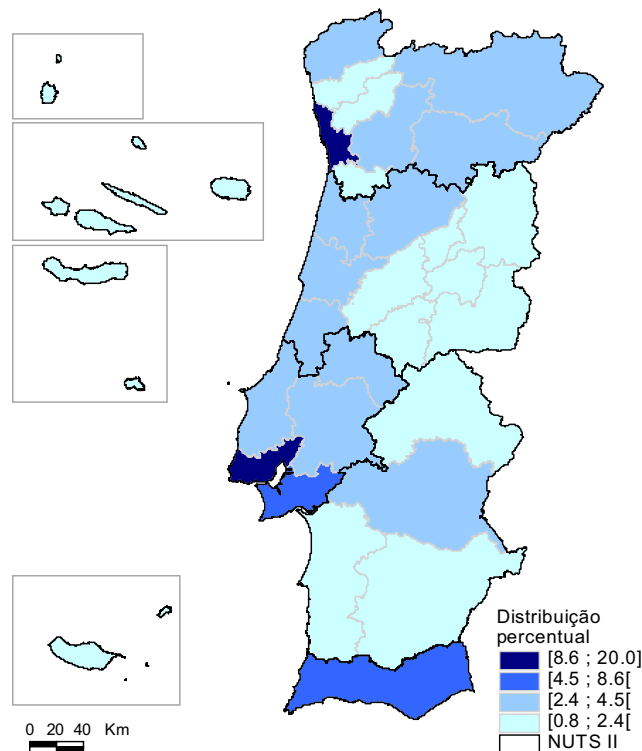 Distribuição
percentual
[8.6 ; 20.0]
[4.5 ; 8.6[
[2.4 ; 4.5[
[0.8 ; 2.4[
NUTS II
0 20 40 Km